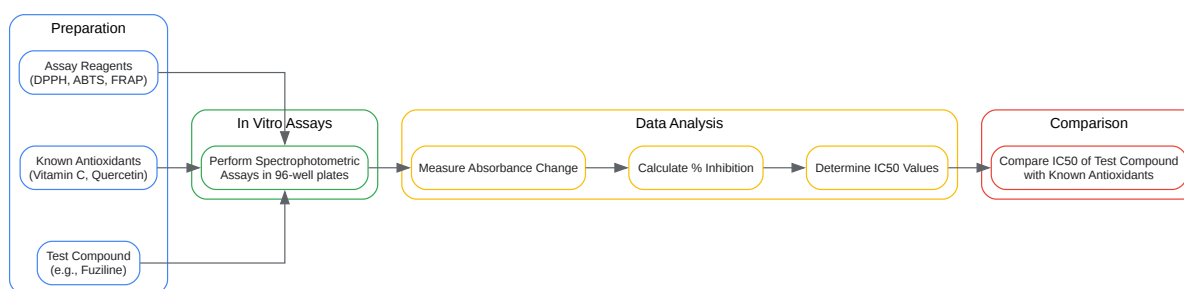 Preparation
Assay Reagents
(DPPH, ABTS, FRAP)
Known Antioxidants
(Vitamin C, Quercetin)
Test Compound
(e.g., Fuziline)
In Vitro Assays
Perform Spectrophotometric
Assays in 96-well plates
Data Analysis
Measure Absorbance Change
Calculate % Inhibition
Determine IC50 Values
Comparison
Compare IC50 of Test Compound
with Known Antioxidants